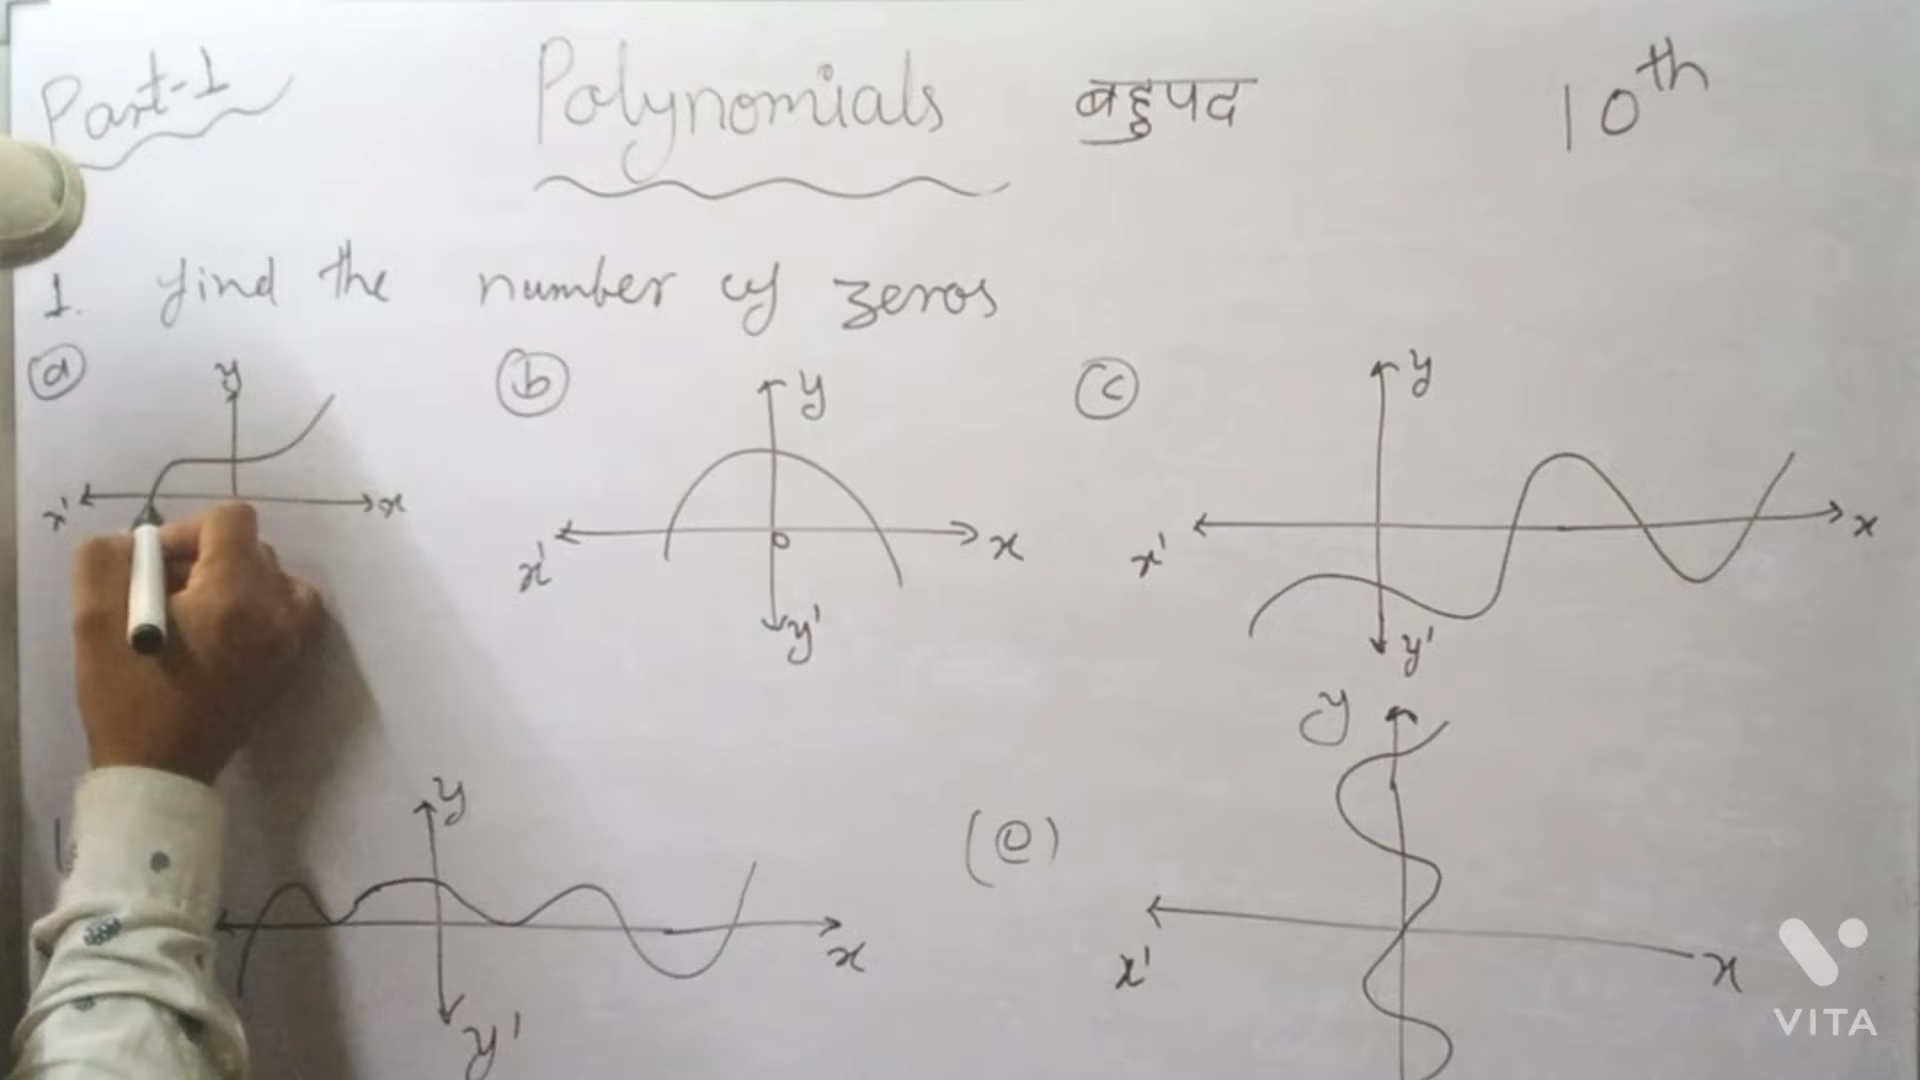 Part-1 Polynomials बहुपद 10th
1. find the number of zeros
(a) (b) (c)
y y y
x' x x' o x x' x
y' y'
y
y (e)
x x' x
y'
VITA